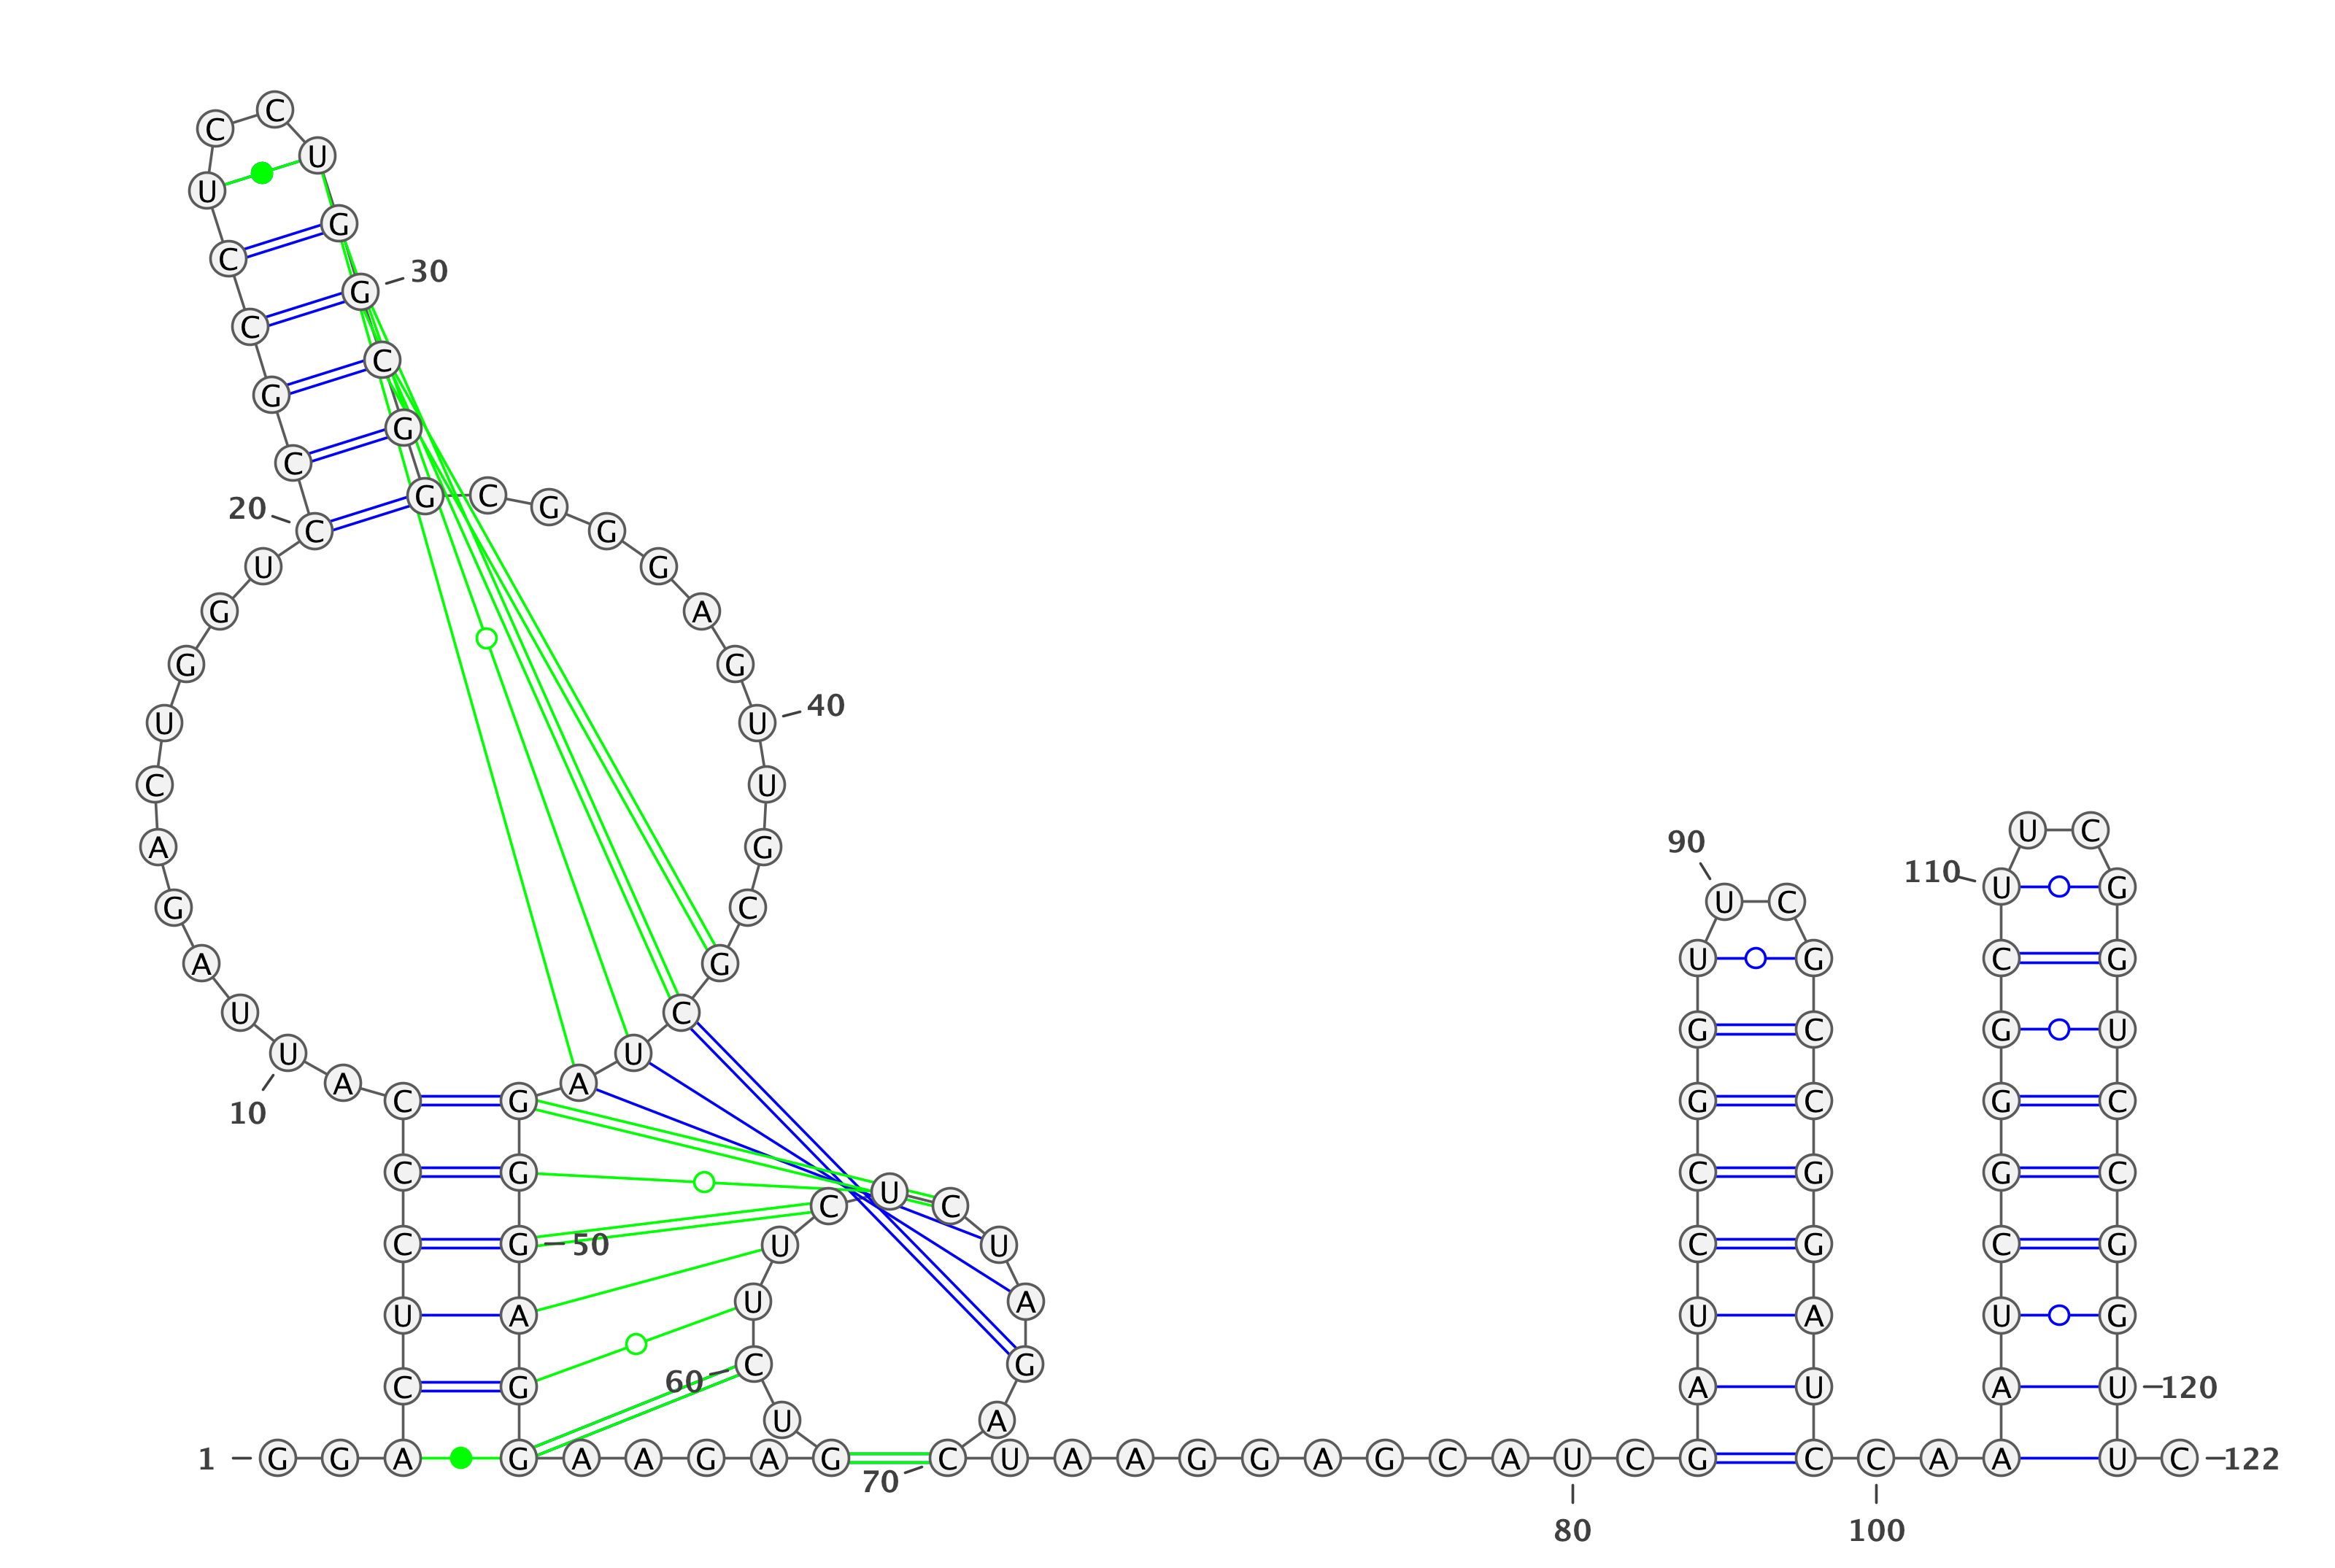 C
C
U
U
G
C
G 30
C
C
G
G
C
G C
G
20 C G
U G
G A
G G
U U 40
C U
U C
90
A G
110 U G
G C U C
A G U G C G
U C G C G U
U U
A A
C G G C G C
10
C G C G G C
U
C C
C G 50 U U C G C G
U A
U A U A U G
C G
60
C G A U A U 120
U A
1 G G A G A A G A G C U A A G G A G C A U C G C C A A U C 122
70
80 100